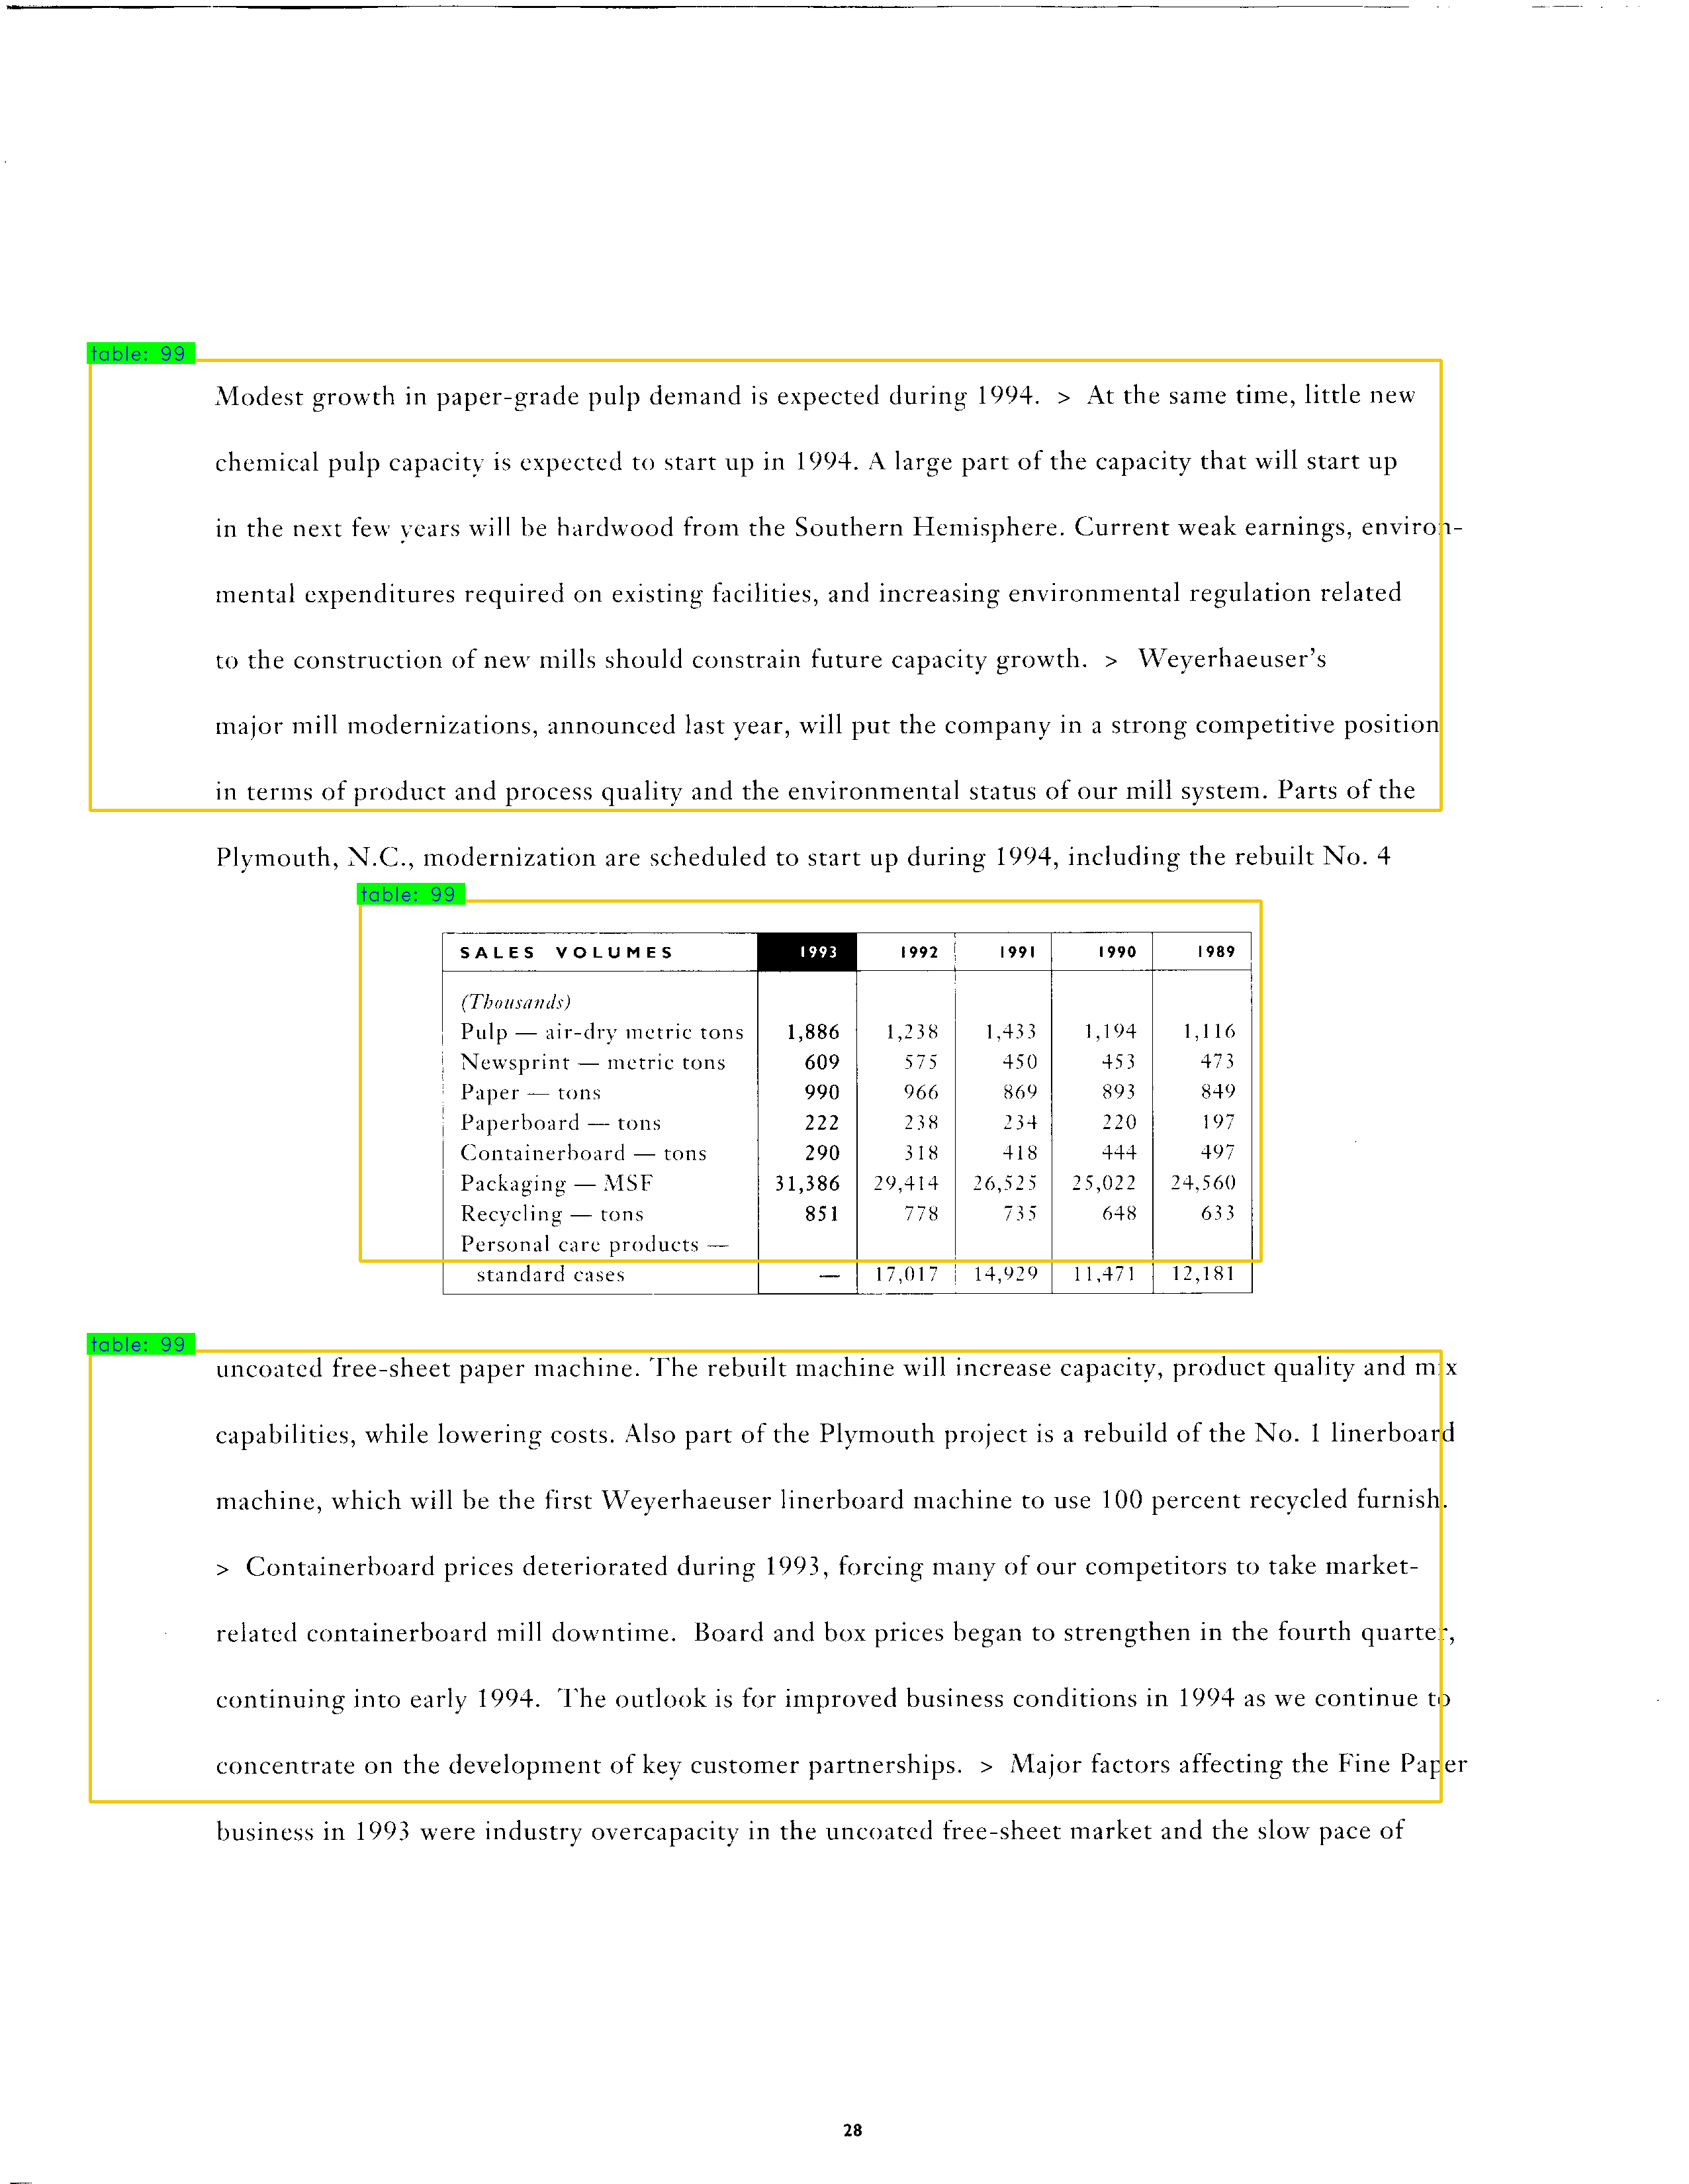 table: 99
Modest growth in paper-grade pulp demand is expected during 1994. > At the same time, little new
chemical pulp capacity is expected to start up in 1994. A large part of the capacity that will start up
in the next few years will be hardwood from the Southern Hemisphere. Current weak earnings, environ-
mental expenditures required on existing facilities, and increasing environmental regulation related
to the construction of new mills should constrain future capacity growth. > Weyerhaeuser's
major mill modernizations, announced last year, will put the company in a strong competitive position
in terms of product and process quality and the environmental status of our mill system. Parts of the
Plymouth, N.C., modernization are scheduled to start up during 1994, including the rebuilt No. 4
table: 99
SALES VOLUMES 1993 1992 1991 1990 1989
(Thousands)
Pulp — air-dry metric tons 1,886 1,238 1,433 1,194 1,116
Newsprint — metric tons 609 575 450 453 473
Paper — tons 990 966 869 893 849
Paperboard — tons 222 238 234 220 197
Containerboard — tons 290 318 418 444 497
Packaging — MSF 31,386 29,414 26,525 25,022 24,560
Recycling — tons 851 778 735 648 633
Personal care products —
standard cases — 17,017 14,929 11,471 12,181
table: 99
uncoated free-sheet paper machine. The rebuilt machine will increase capacity, product quality and mix
capabilities, while lowering costs. Also part of the Plymouth project is a rebuild of the No. 1 linerboard
machine, which will be the first Weyerhaeuser linerboard machine to use 100 percent recycled furnish.
> Containerboard prices deteriorated during 1993, forcing many of our competitors to take market-
related containerboard mill downtime. Board and box prices began to strengthen in the fourth quarter,
continuing into early 1994. The outlook is for improved business conditions in 1994 as we continue to
concentrate on the development of key customer partnerships. > Major factors affecting the Fine Paper
business in 1993 were industry overcapacity in the uncoated free-sheet market and the slow pace of
28